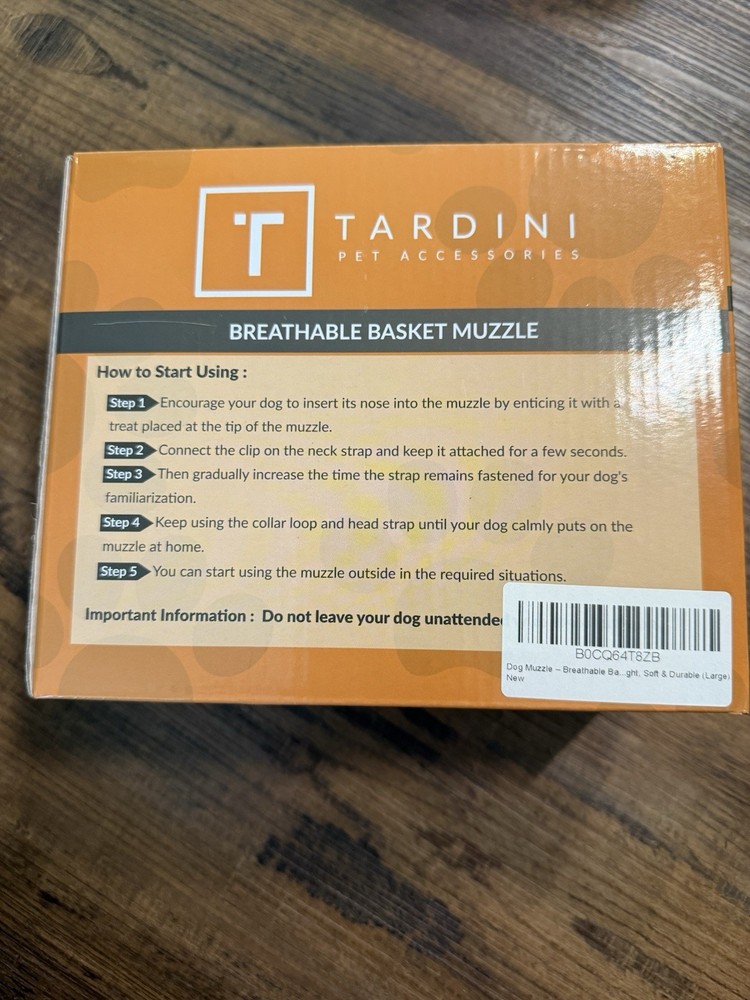 T
TARDINI
PET ACCESSORIES
BREATHABLE BASKET MUZZLE
How to Start Using :
Step 1 Encourage your dog to insert its nose into the muzzle by enticing it with a
treat placed at the tip of the muzzle.
Step 2 Connect the clip on the neck strap and keep it attached for a few seconds.
Step 3 Then gradually increase the time the strap remains fastened for your dog's
familiarization.
Step 4 Keep using the collar loop and head strap until your dog calmly puts on the
muzzle at home.
Step 5 You can start using the muzzle outside in the required situations.
Important Information : Do not leave your dog unattended
B0CQ64T8ZB
Dog Muzzle – Breathable Ba...ght, Soft & Durable (Large)
New